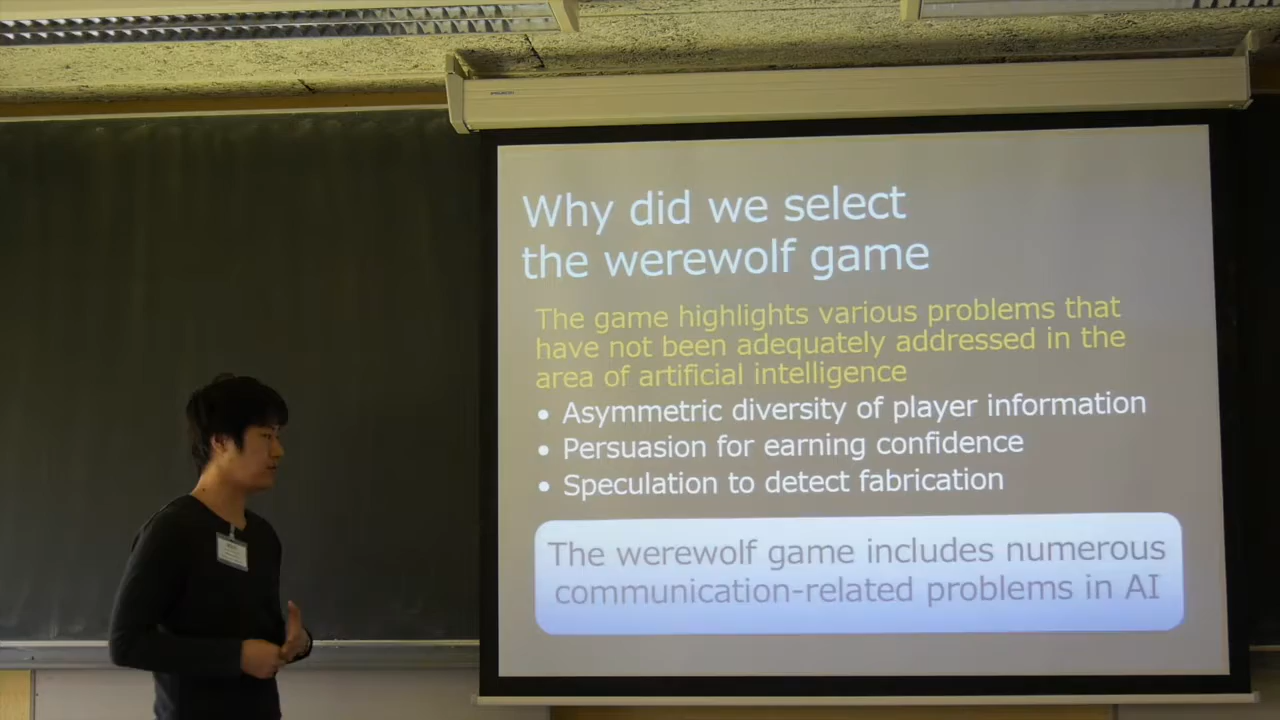 Why did we select
the werewolf game
The game highlights various problems that
have not been adequately addressed in the
area of artificial intelligence
• Asymmetric diversity of player information
• Persuasion for earning confidence
• Speculation to detect fabrication
The werewolf game includes numerous
communication-related problems in AI